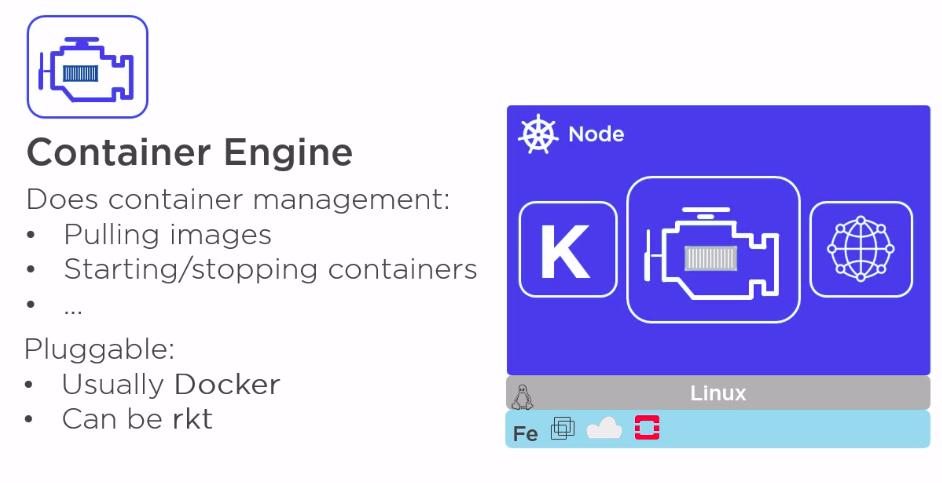 Container Engine
Does container management:
• Pulling images
• Starting/stopping containers
• ...
Pluggable:
• Usually Docker
• Can be rkt
Node
K
Linux
Fe